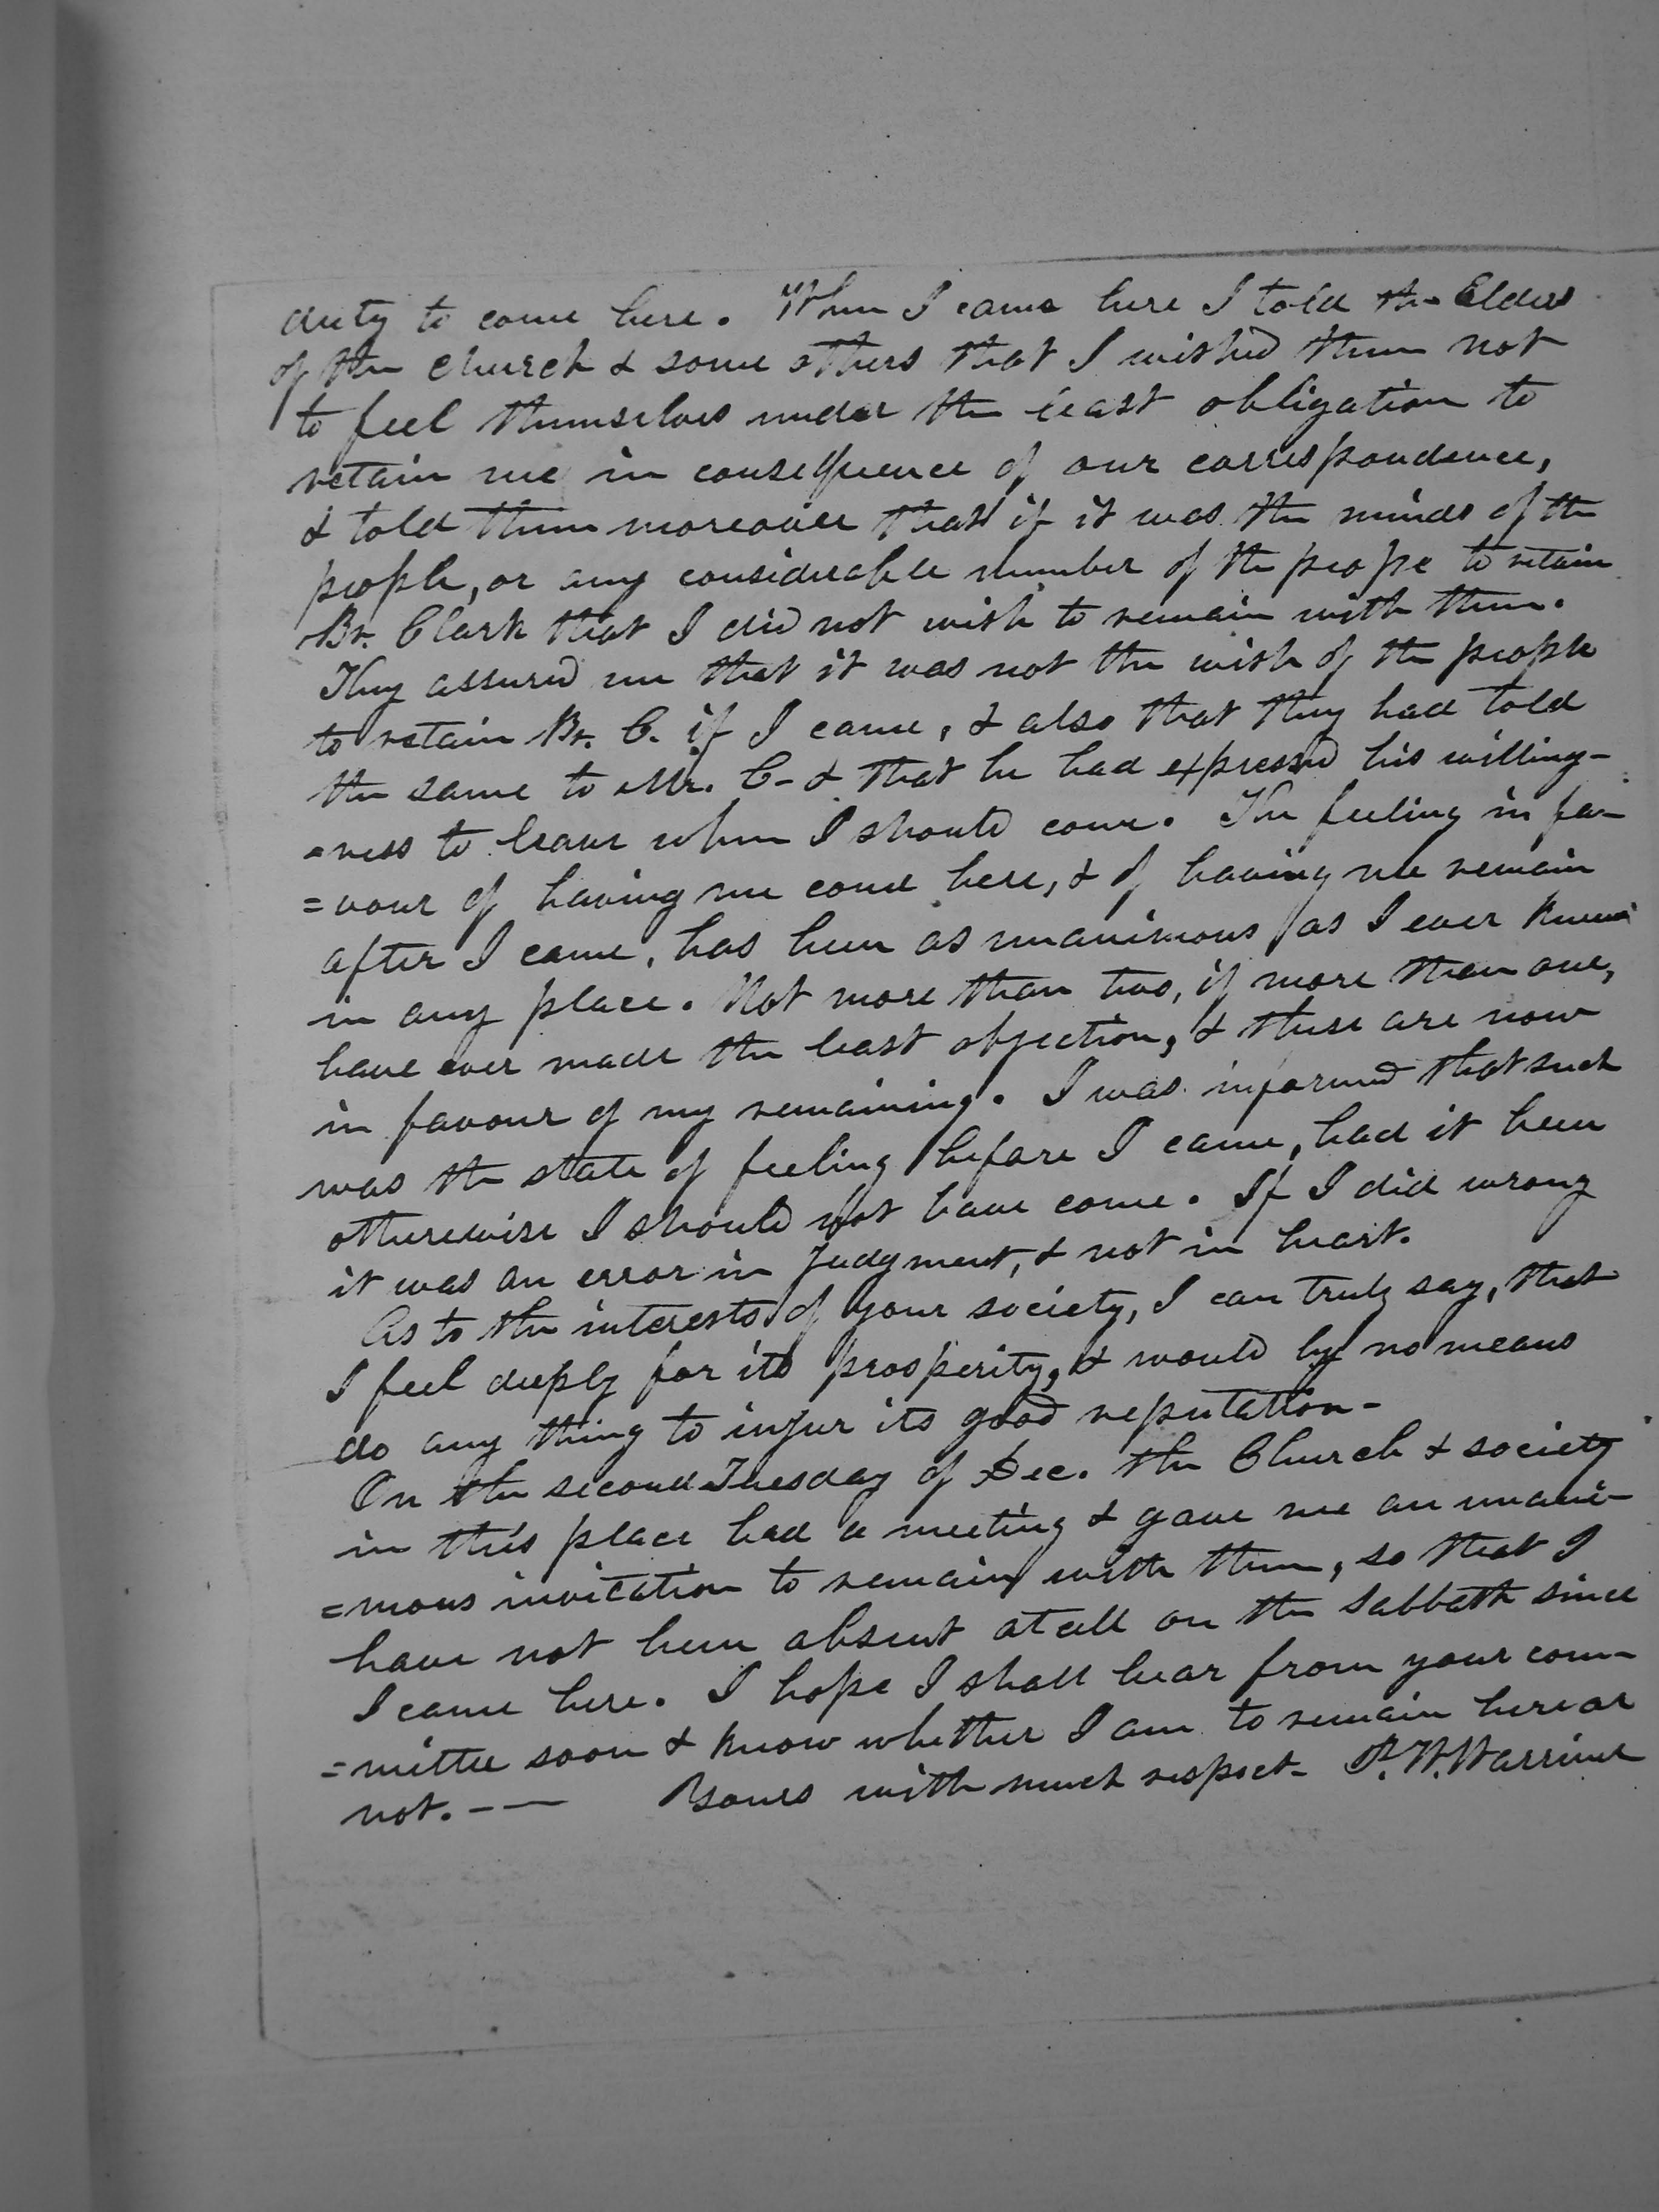 duty to come here. When I came here I told the Elders
of the church & some others that I wished them not
to feel themselves under the least obligation to
retain me in consequence of our correspondence,
& told them moreover that if it was the minds of the
people, or any considerable number of the peope to retain
Br. Clark that I did not wish to remain with them.
They assured me that it was not the wish of the people
to retain Br. C. if I came, & also that they had told
the same to Mr. C- & that he had expressed his willing-
=ness to leave when I should come. The feeling in fa-
=vour of having me come here, & of having me remain
after I came, has been as unanimous as I ever knew
in any place. Not more than two, if more than one,
have ever made the least objection, & these are now
in favour of my remaining. I was informed that such
was the state of feeling before I came, had it been
otherewise I should not have come. If I did wrong
it was an error in Judgment, & not in heart.
As to the interests of your society, I can truly say, that
I feel deeply for its prosperity, & would by no means
do any thing to injur its good reputation-
On the second Tuesday of Dec. the Church & society
in this place had a meeting & gave me an unani-
=mous invitation to remain with them, so that I
have not been absent at all on the Sabbath since
I came here. I hope I shall hear from your com-
=mittee soon & know whether I am to remain here or
not. -- Yours with much respect- P. W. Warriner